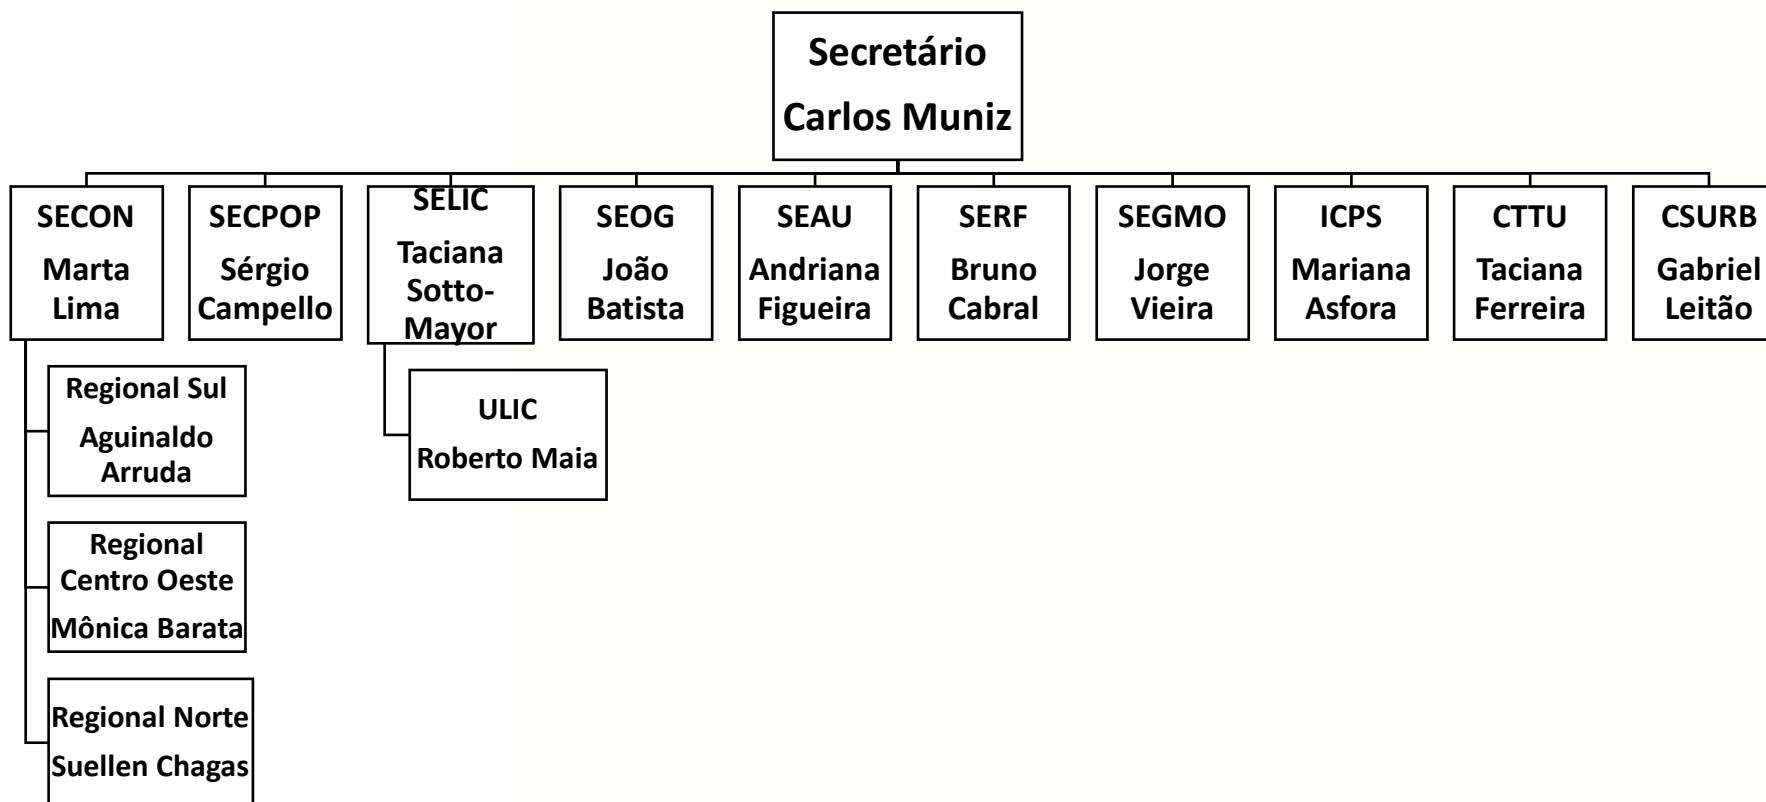 Secretário
Carlos Muniz
SECON
Marta
Lima
SECPOP
Sérgio
Campello
SELIC
Taciana
Sotto-
Mayor
SEOG
João
Batista
SEAU
Andriana
Figueira
SERF
Bruno
Cabral
SEGMO
Jorge
Vieira
ICPS
Mariana
Asfora
CTTU
Taciana
Ferreira
CSURB
Gabriel
Leitão
Regional Sul
Aguinaldo
Arruda
Regional
Centro Oeste
Mônica Barata
Regional Norte
Suellen Chagas
ULIC
Roberto Maia